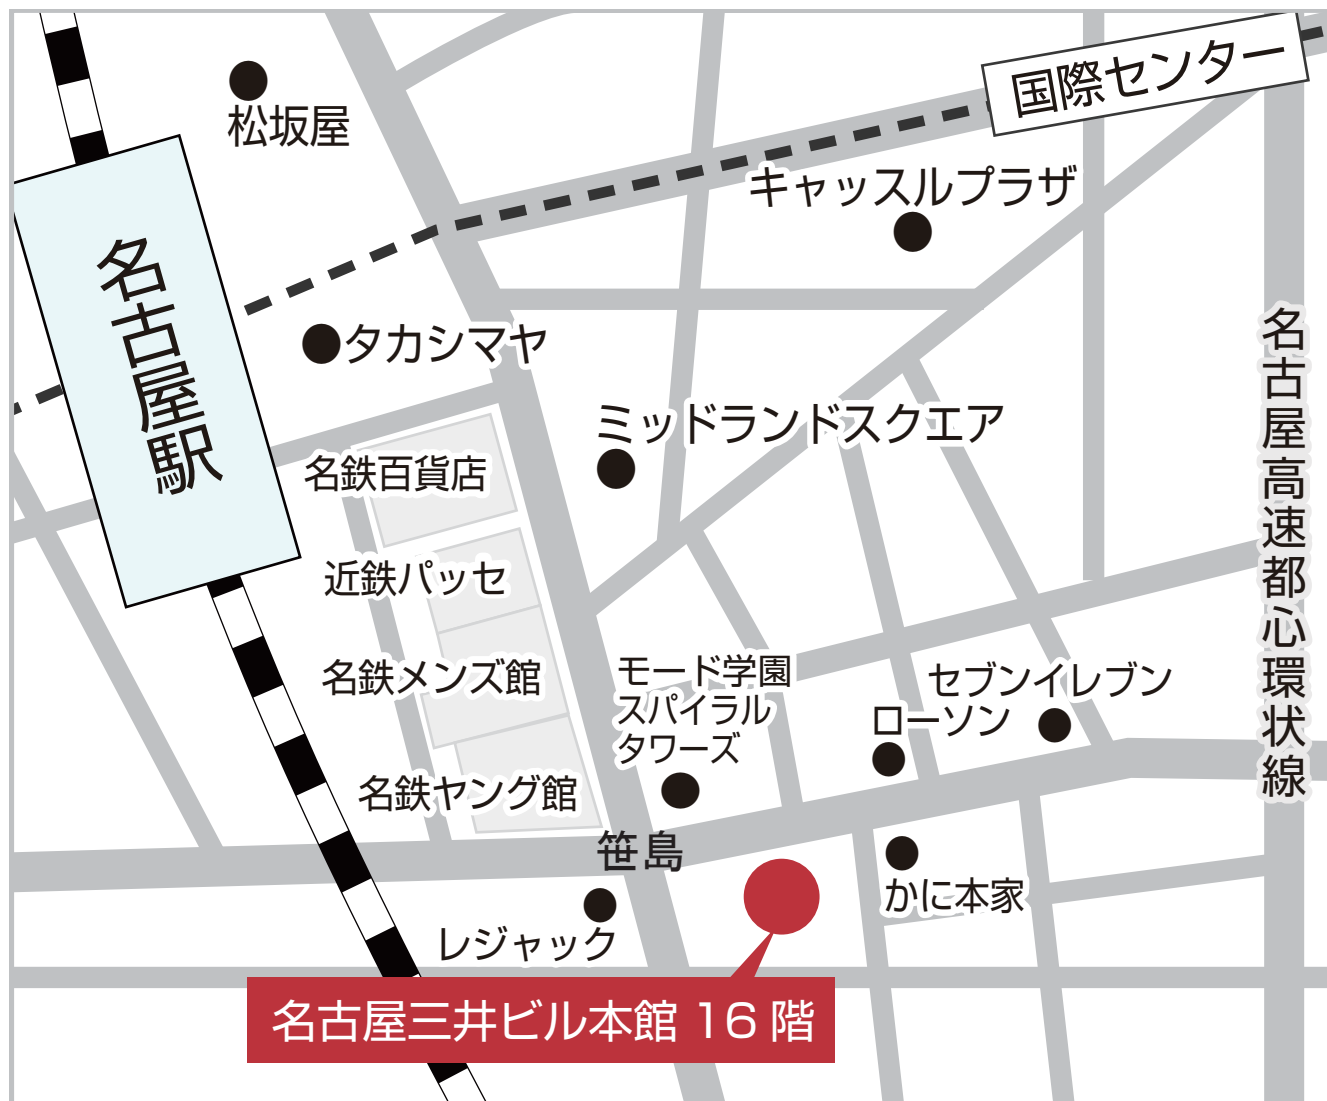 国際センター
松坂屋
キャッスルプラザ
名古屋駅
タカシマヤ
名古屋高速都心環状線
ミッドランドスクエア
名鉄百貨店
近鉄パッセ
名鉄メンズ館
モード学園
スパイラル
タワーズ
セブンイレブン
ローソン
名鉄ヤング館
笹島
かに本家
レジャック
名古屋三井ビル本館 16 階